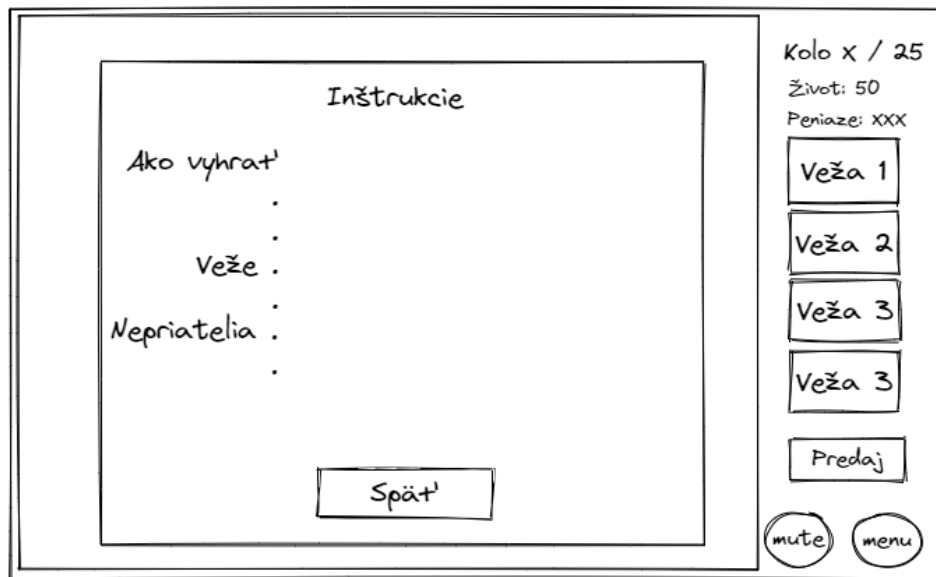 Inštrukcie
Ako vyhrať
.
.
Veže .
.
Nepriatelia .
.
Späť
Kolo x / 25
Život: 50
Peniaze: xxx
Veža 1
Veža 2
Veža 3
Veža 3
Predaj
mute
menu